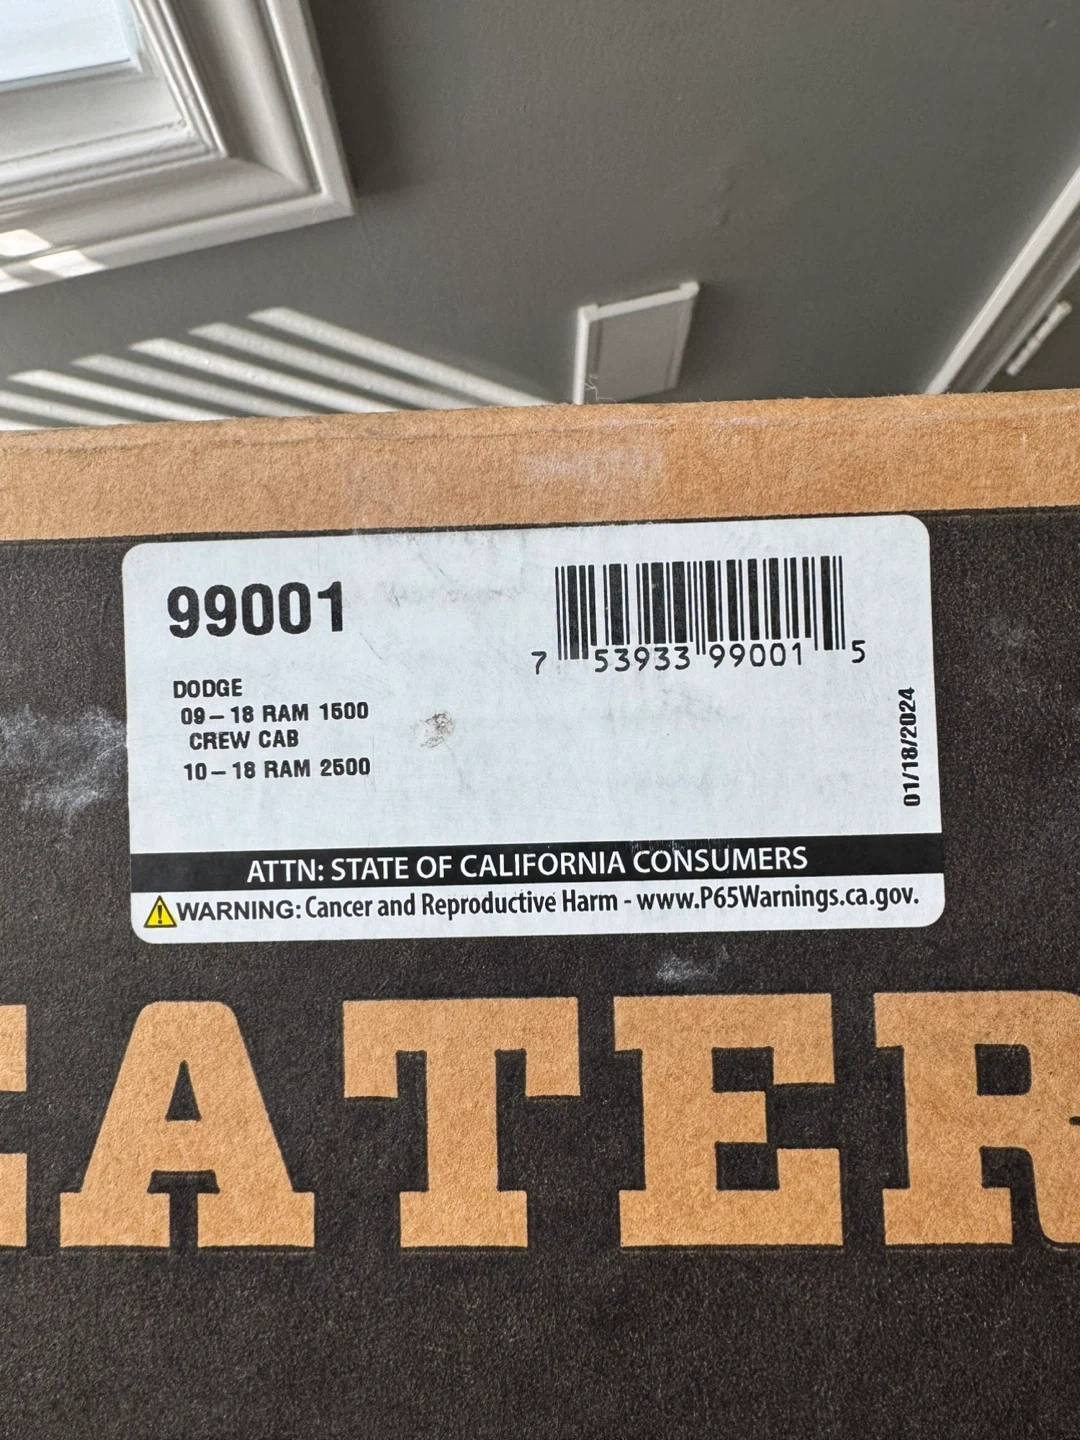 99001
7 53933 99001 5
DODGE
09-18 RAM 1500
CREW CAB
10-18 RAM 2500
01/18/2024
ATTN: STATE OF CALIFORNIA CONSUMERS
WARNING: Cancer and Reproductive Harm - www.P65Warnings.ca.gov.
EATER